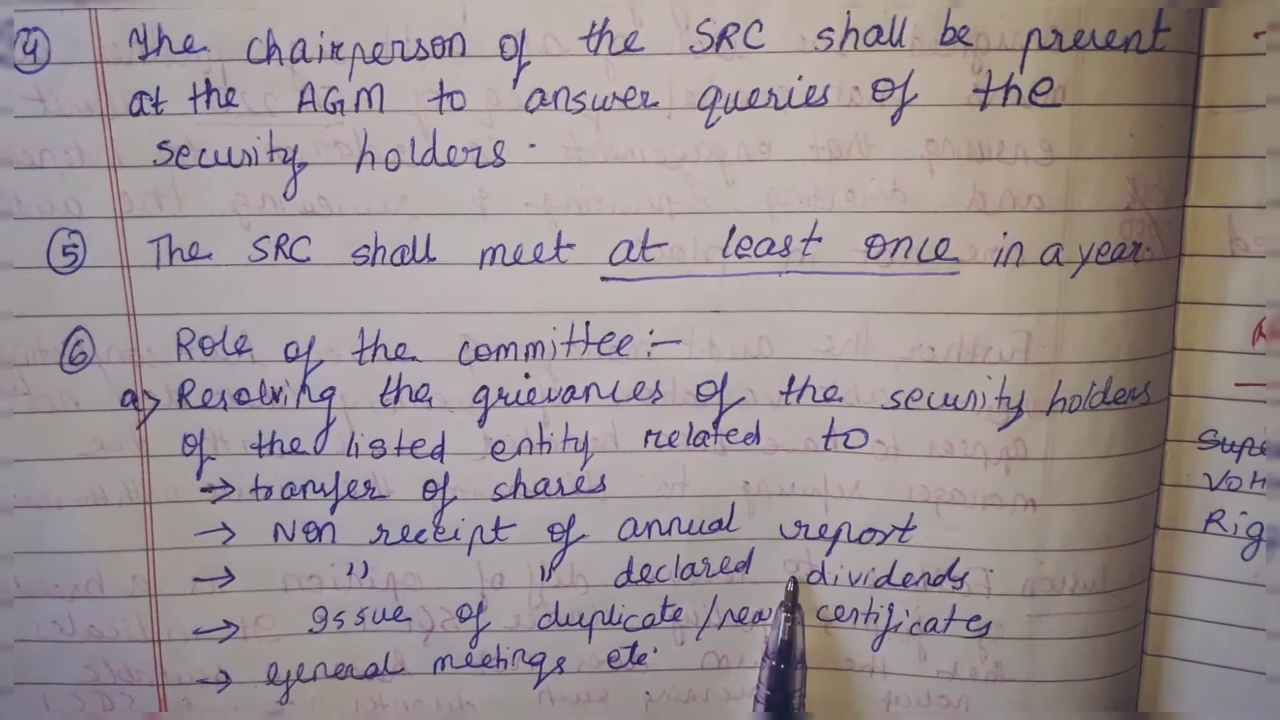 ④ The chairperson of the SRC shall be present
at the AGM to answer queries of the
security holders.
⑤ The SRC shall meet at least once in a year.
⑥ Role of the committee:-
a> Resolving the grievances of the security holders
of the listed entity related to
→ transfer of shares
→ Non receipt of annual report
→ " " declared dividends.
→ Issue of duplicate/new certificates
→ general meetings etc.
Rig